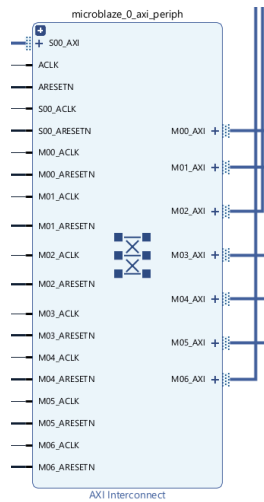 microblaze_0_axi_periph
S00_AXI
ACLK
ARESETN
S00_ACLK
S00_ARESETN
M00_ACLK
M00_ARESETN
M01_ACLK
M01_ARESETN
M02_ACLK
M02_ARESETN
M03_ACLK
M03_ARESETN
M04_ACLK
M04_ARESETN
M05_ACLK
M05_ARESETN
M06_ACLK
M06_ARESETN
M00_AXI
M01_AXI
M02_AXI
M03_AXI
M04_AXI
M05_AXI
M06_AXI
AXI Interconnect